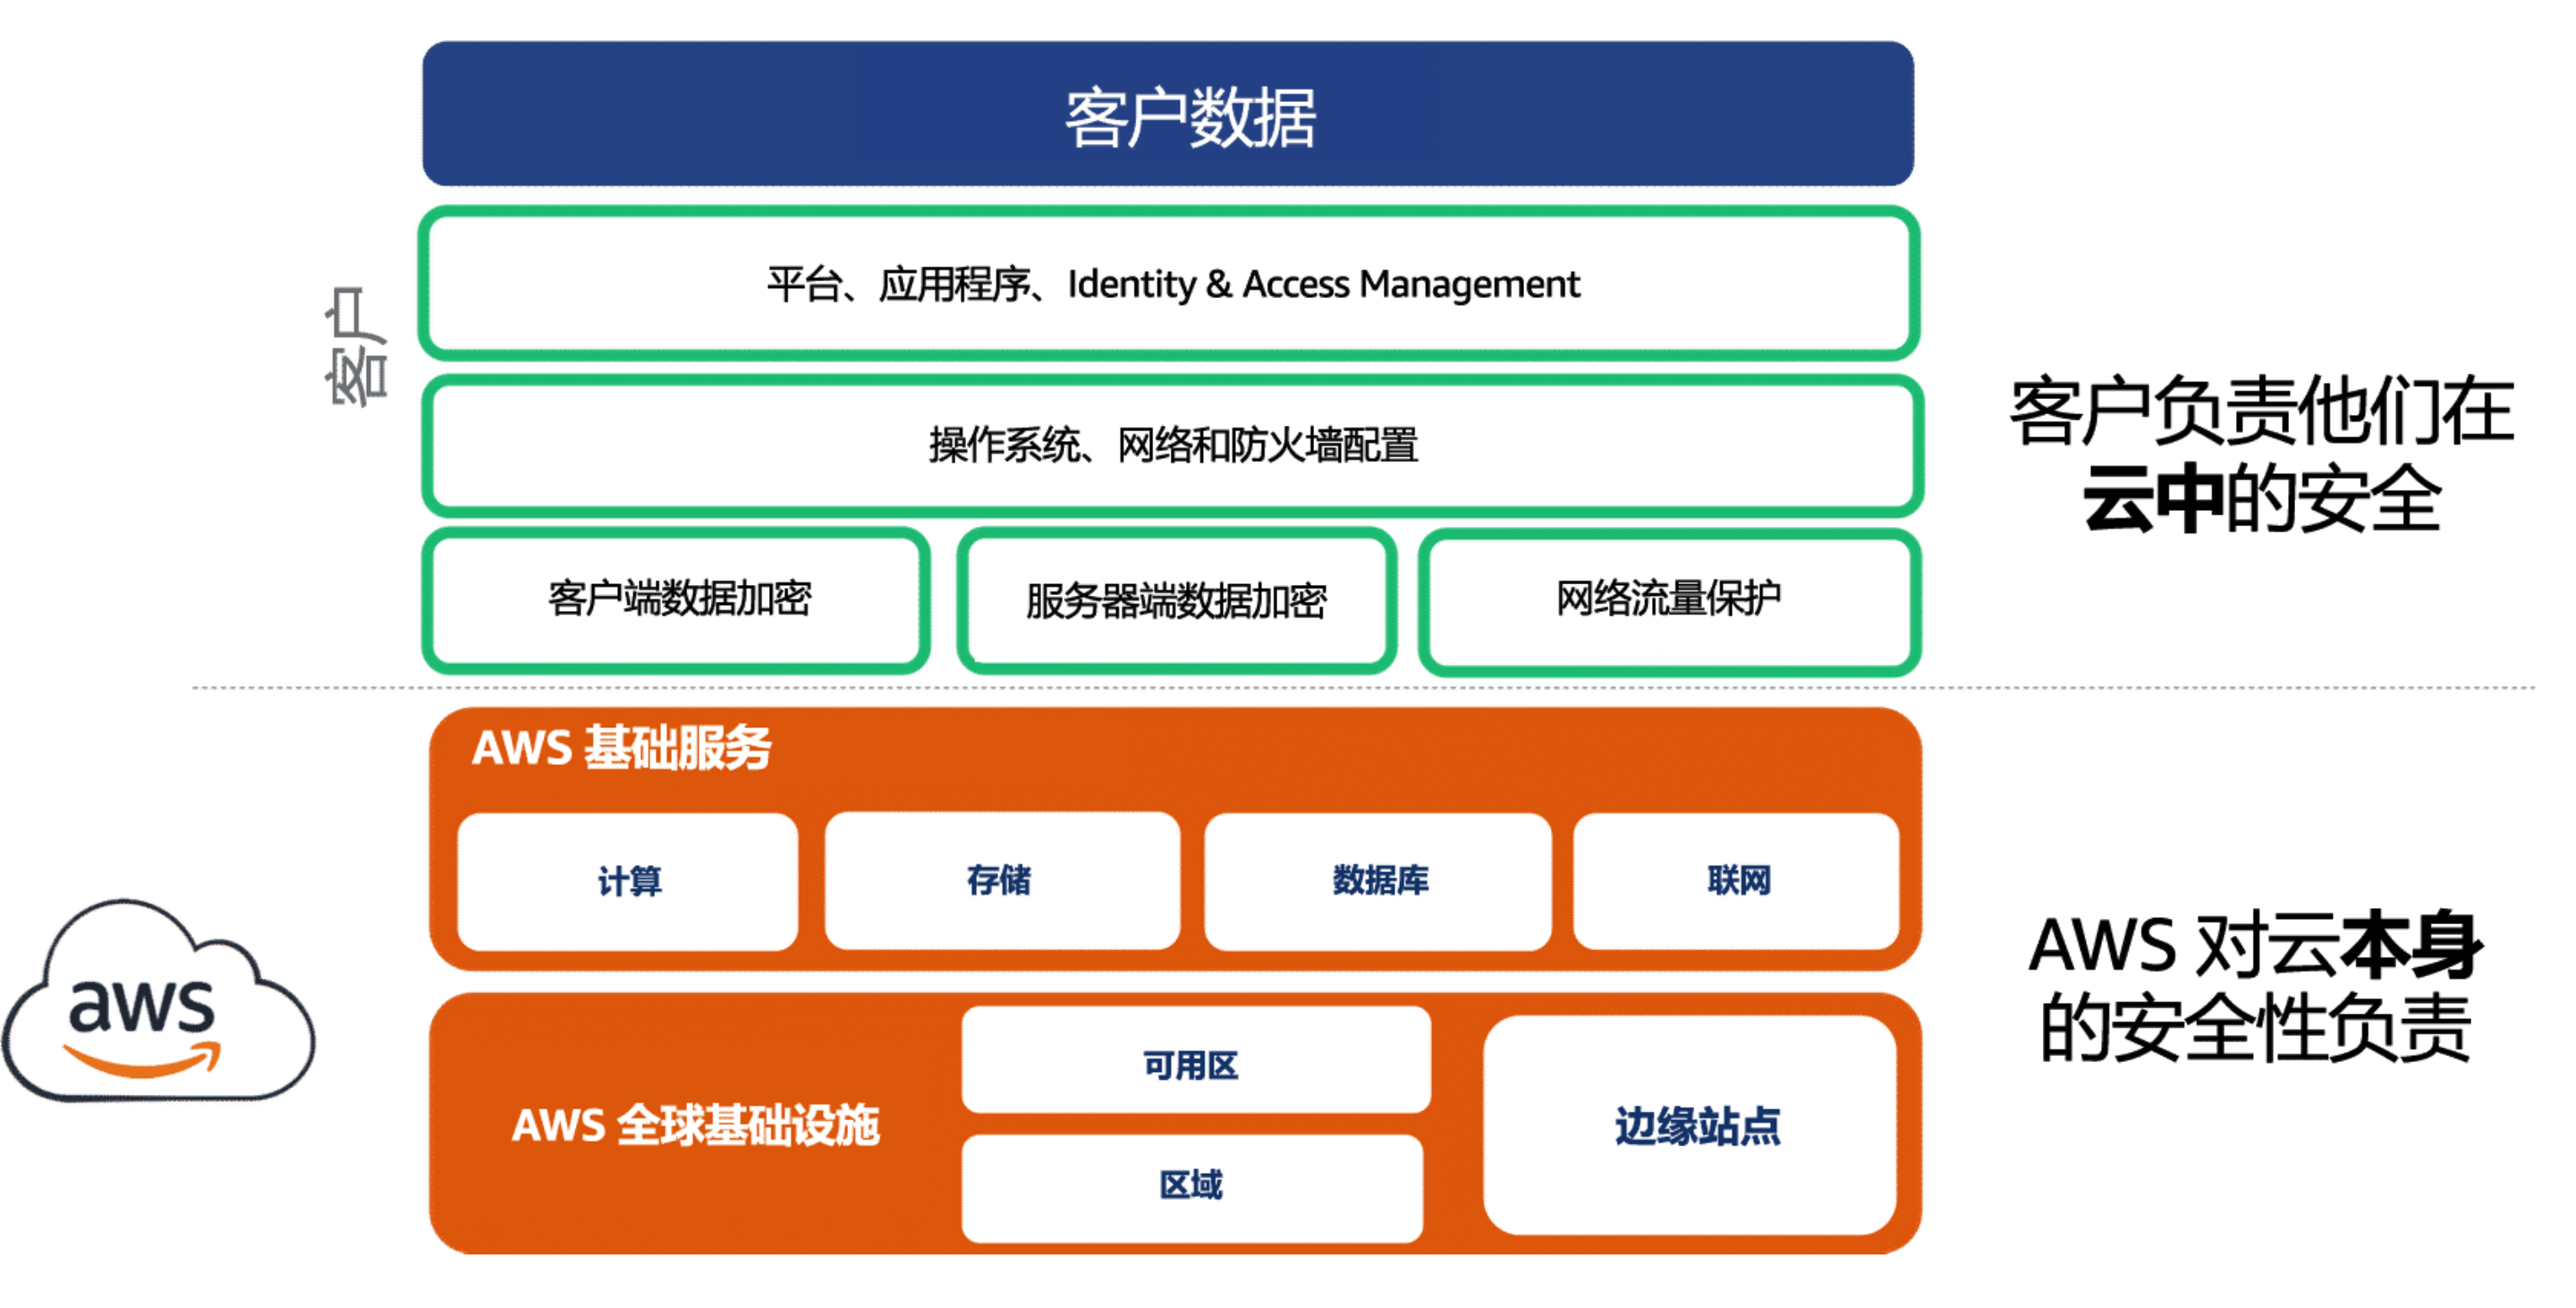 客户数据
平台、应用程序、Identity & Access Management
客户
操作系统、网络和防火墙配置
客户负责他们在
云中的安全
客户端数据加密
服务器端数据加密
网络流量保护
AWS 基础服务
计算
存储
数据库
联网
aws
AWS 对云本身
的安全性负责
AWS 全球基础设施
可用区
区域
边缘站点